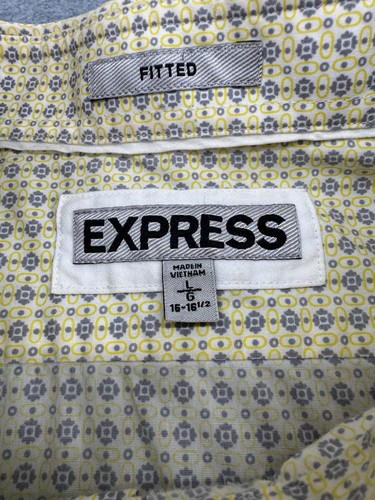 FITTED
EXPRESS
MADE IN
VIETNAM
L
G
16-16 1/2